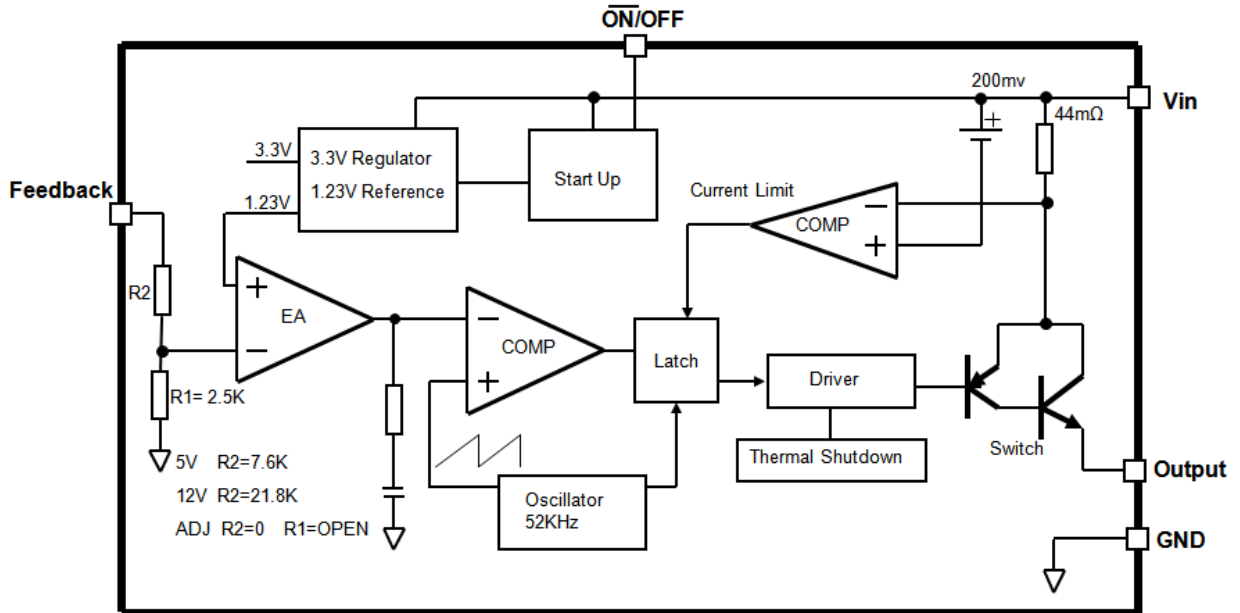 ON/OFF
200mv
Vin
44mΩ
3.3V
3.3V Regulator
1.23V Reference
Start Up
Feedback
1.23V
Current Limit
−
COMP
+
+
R2
+
EA
−
−
COMP
+
Latch
Driver
R1= 2.5K
Switch
Thermal Shutdown
5V R2=7.6K
12V R2=21.8K
ADJ R2=0 R1=OPEN
Oscillator
52KHz
Output
GND